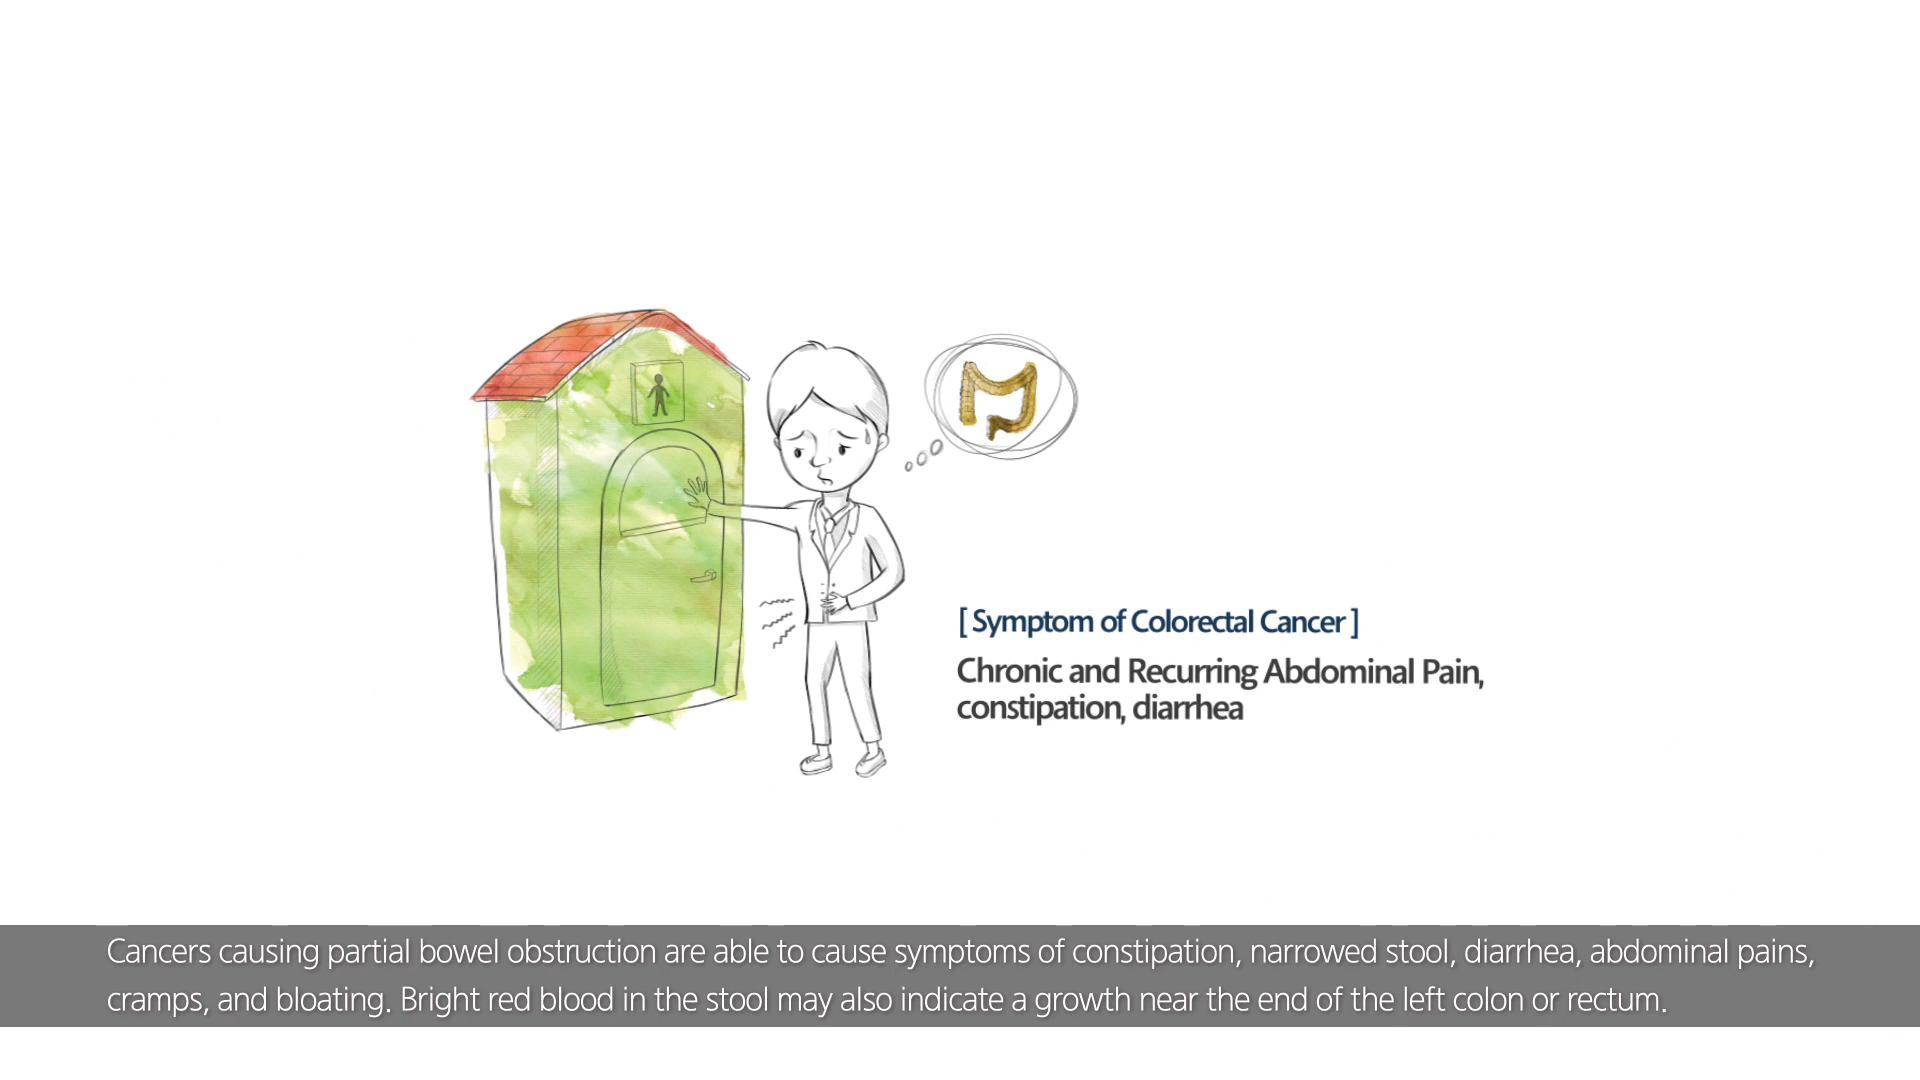 [ Symptom of Colorectal Cancer ]
Chronic and Recurring Abdominal Pain,
constipation, diarrhea
Cancers causing partial bowel obstruction are able to cause symptoms of constipation, narrowed stool, diarrhea, abdominal pains,
cramps, and bloating. Bright red blood in the stool may also indicate a growth near the end of the left colon or rectum.